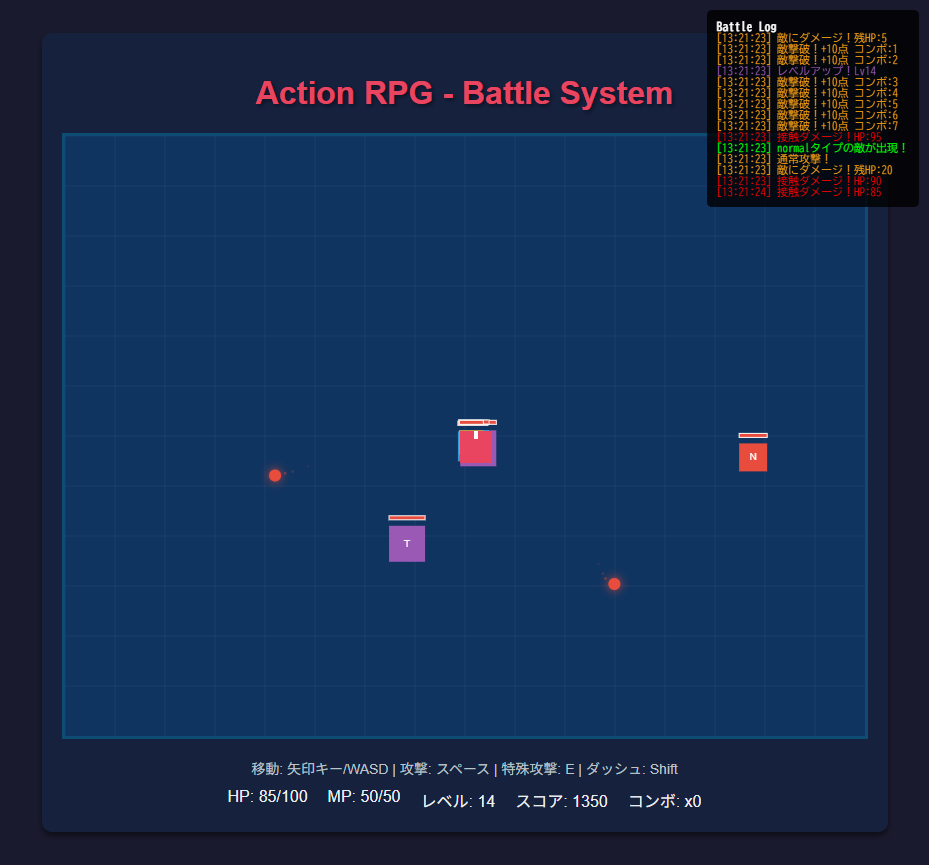 Battle Log
[13:21:23] 敵にダメージ！残HP:5
[13:21:23] 敵撃破！+10点 コンボ:1
[13:21:23] 敵撃破！+10点 コンボ:2
[13:21:23] レベルアップ！Lv14
[13:21:23] 敵撃破！+10点 コンボ:3
[13:21:23] 敵撃破！+10点 コンボ:4
[13:21:23] 敵撃破！+10点 コンボ:5
[13:21:23] 敵撃破！+10点 コンボ:6
[13:21:23] 敵撃破！+10点 コンボ:7
[13:21:23] 接触ダメージ！HP:95
[13:21:23] normalタイプの敵が出現！
[13:21:23] 通常攻撃！
[13:21:23] 敵にダメージ！残HP:20
[13:21:23] 接触ダメージ！HP:90
[13:21:24] 接触ダメージ！HP:85
Action RPG - Battle System
N
T
移動: 矢印キー/WASD | 攻撃: スペース | 特殊攻撃: E | ダッシュ: Shift
HP: 85/100 MP: 50/50 レベル: 14 スコア: 1350 コンボ: x0